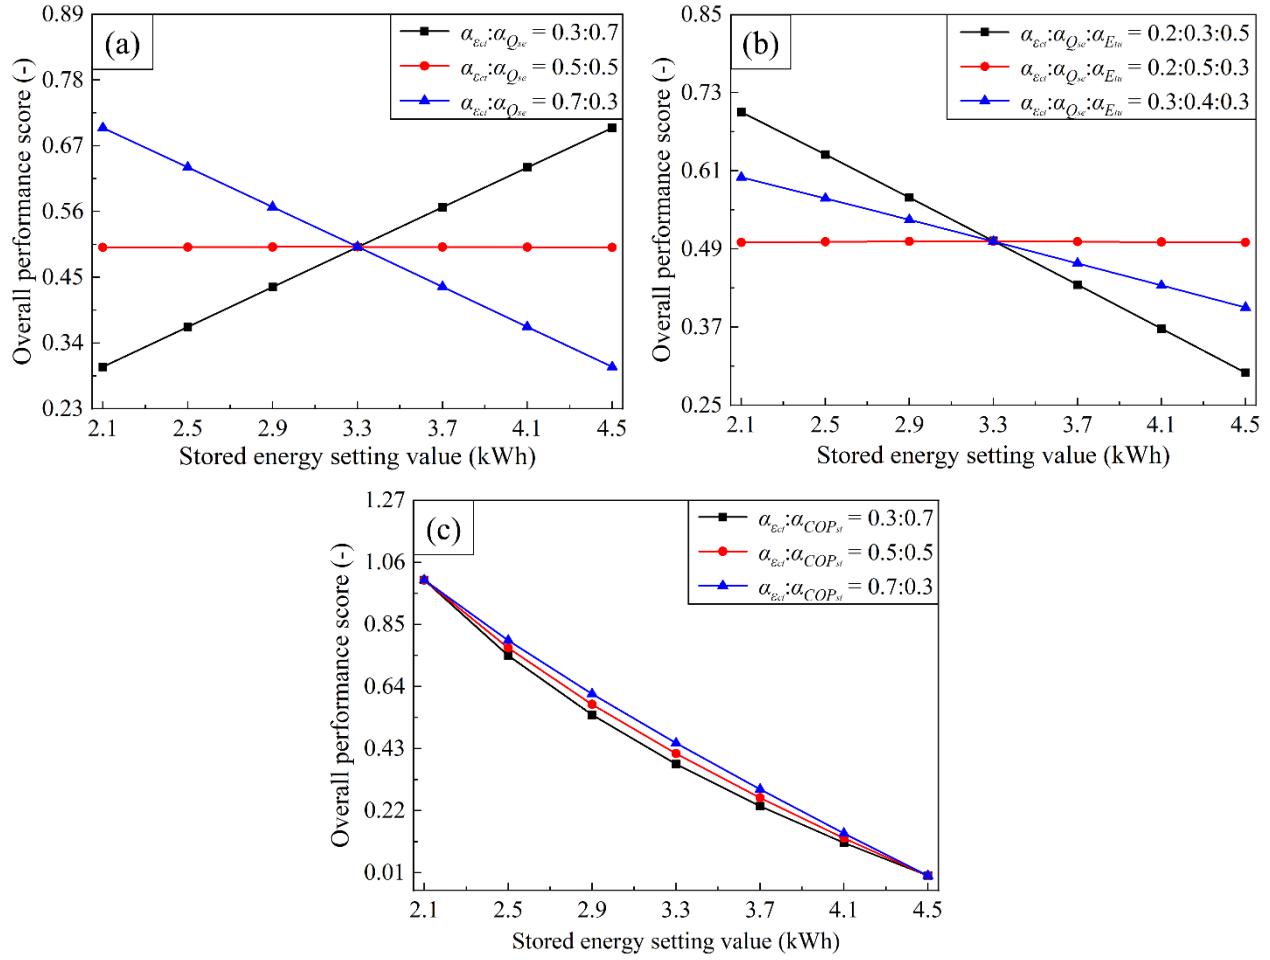 (a)
α_εct:α_Qse = 0.3:0.7
α_εct:α_Qse = 0.5:0.5
α_εct:α_Qse = 0.7:0.3
Overall performance score (-)
0.89
0.78
0.67
0.56
0.45
0.34
0.23
2.1 2.5 2.9 3.3 3.7 4.1 4.5
Stored energy setting value (kWh)
(b)
α_εct:α_Qse:α_Etu = 0.2:0.3:0.5
α_εct:α_Qse:α_Etu = 0.2:0.5:0.3
α_εct:α_Qse:α_Etu = 0.3:0.4:0.3
Overall performance score (-)
0.85
0.73
0.61
0.49
0.37
0.25
2.1 2.5 2.9 3.3 3.7 4.1 4.5
Stored energy setting value (kWh)
(c)
α_εct:α_COPst = 0.3:0.7
α_εct:α_COPst = 0.5:0.5
α_εct:α_COPst = 0.7:0.3
Overall performance score (-)
1.27
1.06
0.85
0.64
0.43
0.22
0.01
2.1 2.5 2.9 3.3 3.7 4.1 4.5
Stored energy setting value (kWh)